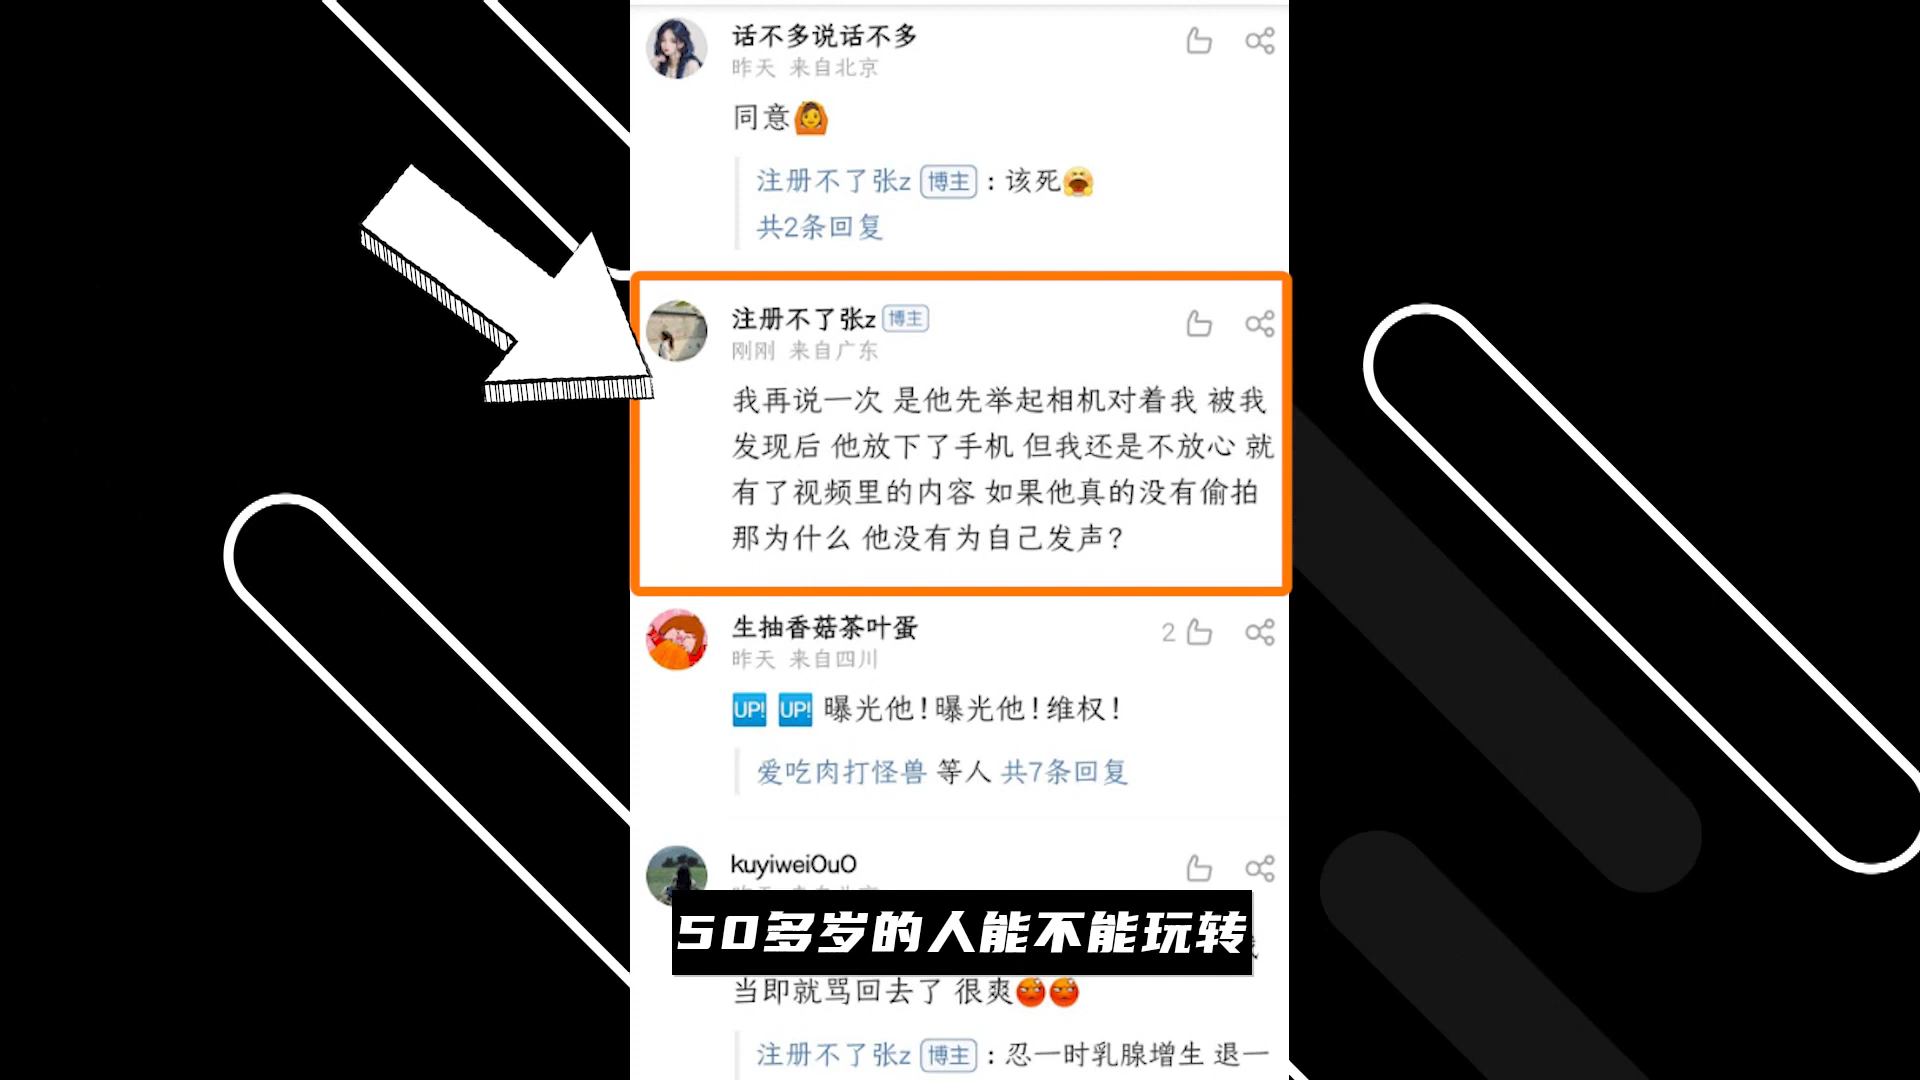 话不多说话不多
昨天 来自北京
同意
注册不了张z 博主：该死
共2条回复
注册不了张z 博主
刚刚 来自广东
我再说一次 是他先举起相机对着我 被我
发现后 他放下了手机 但我还是不放心 就
有了视频里的内容 如果他真的没有偷拍
那为什么 他没有为自己发声？
生抽香菇茶叶蛋
2
昨天 来自四川
UP! UP! 曝光他！曝光他！维权！
爱吃肉打怪兽 等人 共7条回复
kuyiweiOuO
50多岁的人能不能玩转
当即就骂回去了 很爽
注册不了张z 博主：忍一时乳腺增生 退一